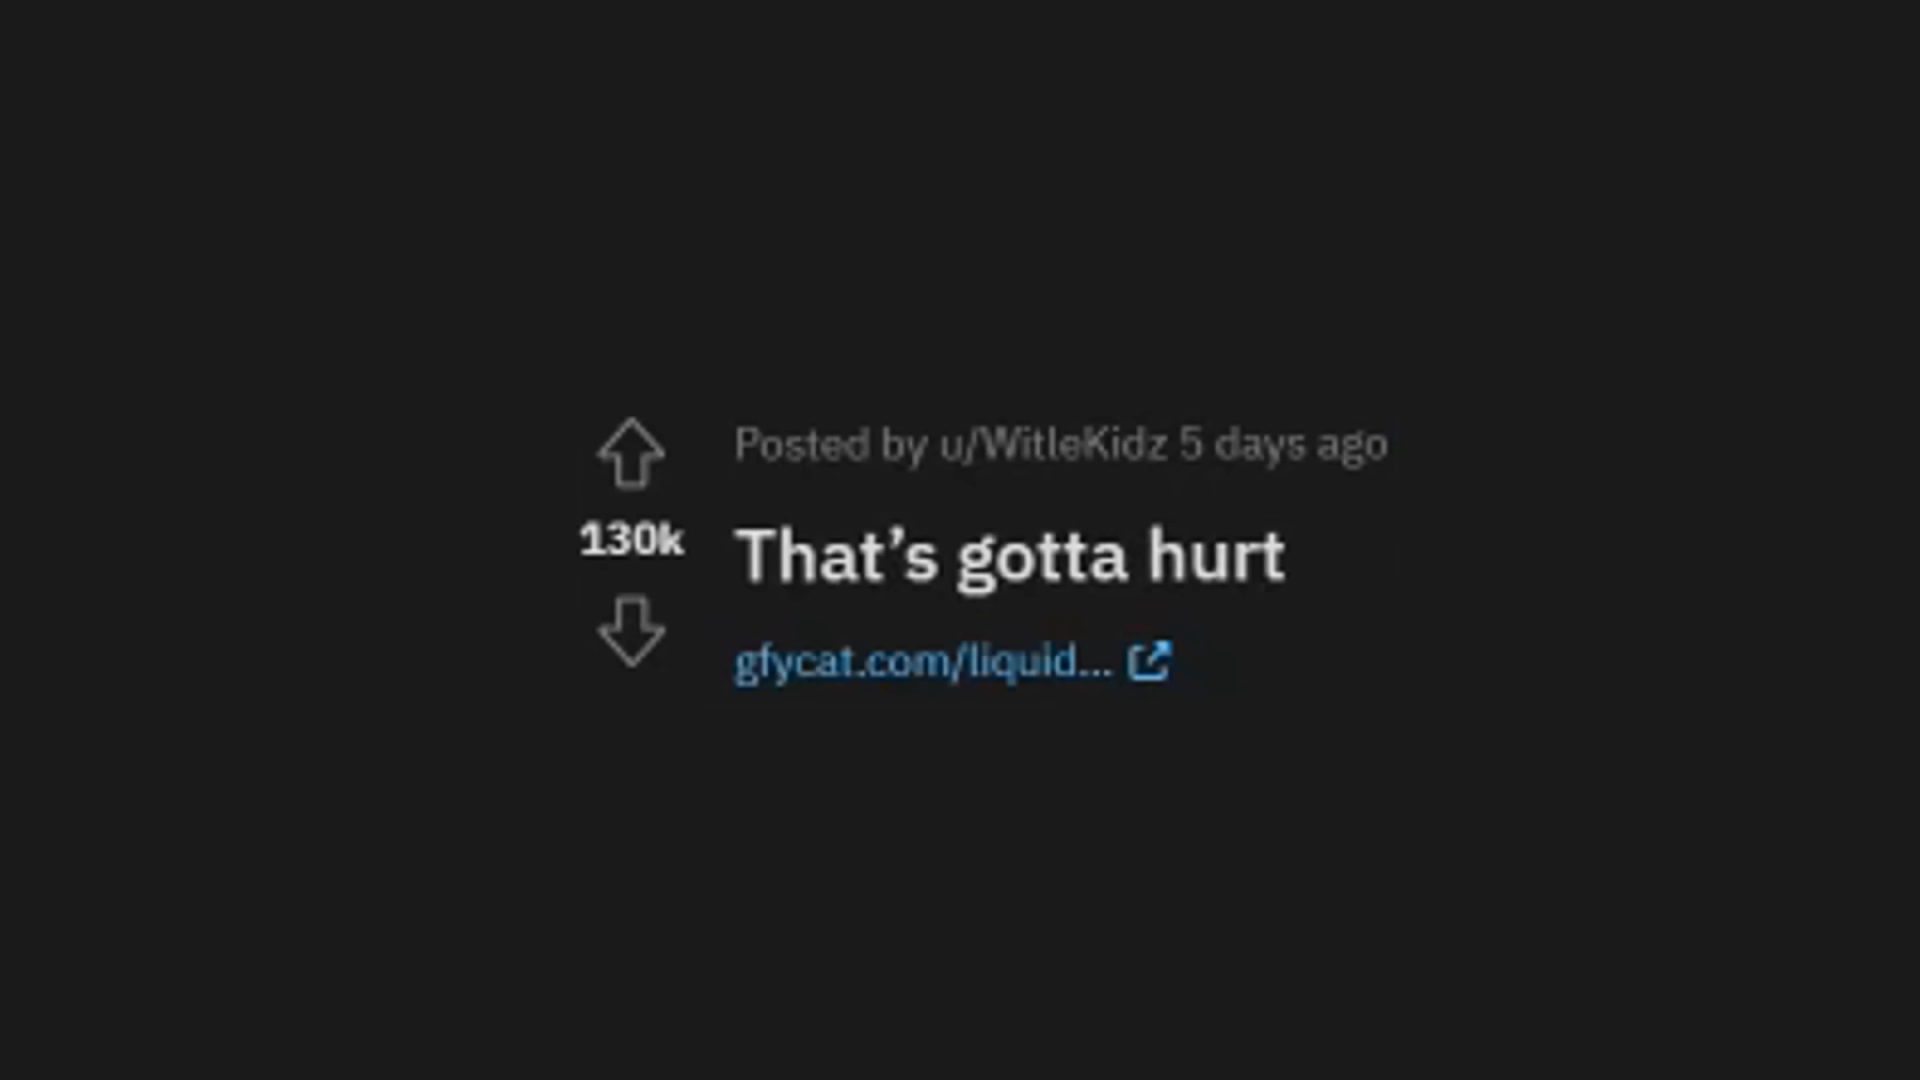 Posted by u/WitleKidz 5 days ago
130k
That’s gotta hurt
gfycat.com/liquid...